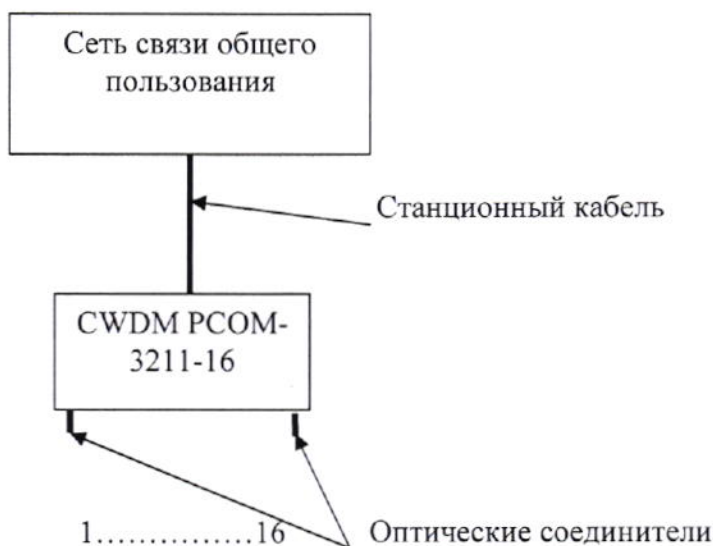 Сеть связи общего
пользования
Станционный кабель
CWDM PCOM-
3211-16
1...............16
Оптические соединители